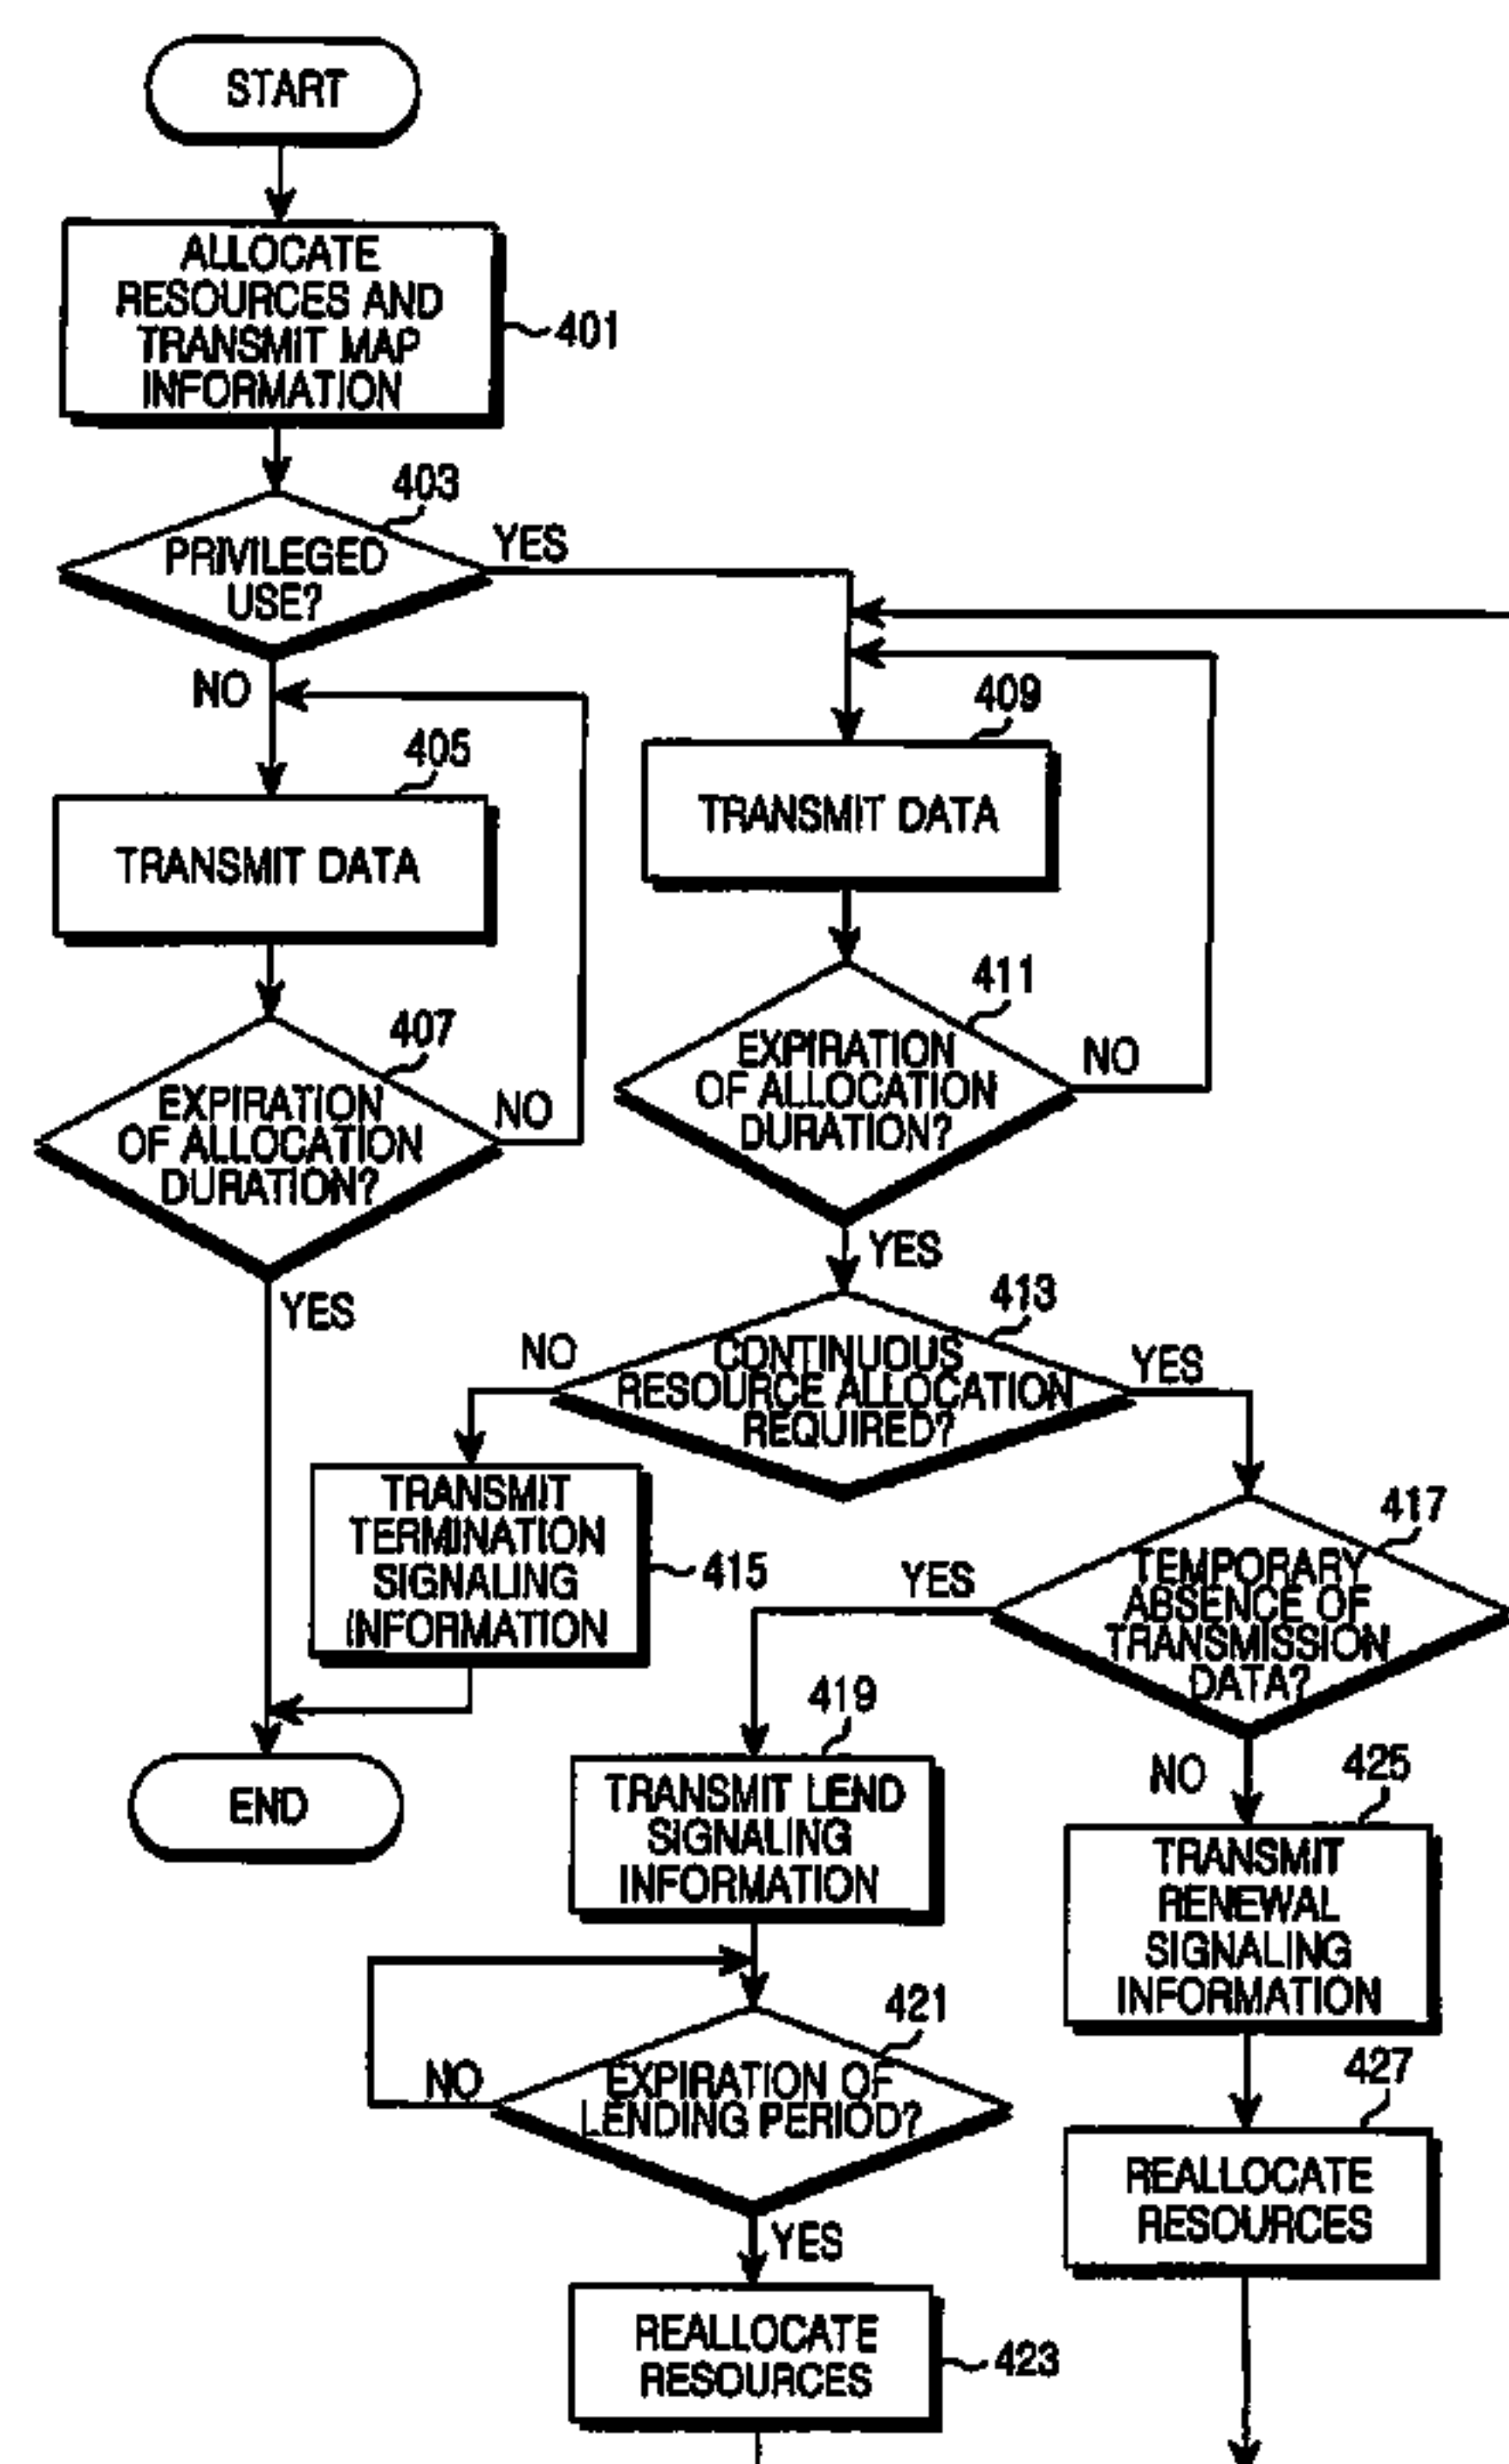 START
ALLOCATE
RESOURCES AND
TRANSMIT MAP
INFORMATION
401
403
PRIVILEGED
USE?
YES
NO
405
TRANSMIT DATA
407
EXPIRATION
OF ALLOCATION
DURATION?
NO
YES
409
TRANSMIT DATA
411
EXPIRATION
OF ALLOCATION
DURATION?
NO
YES
413
CONTINUOUS
RESOURCE ALLOCATION
REQUIRED?
NO
YES
TRANSMIT
TERMINATION
SIGNALING
INFORMATION
415
END
417
TEMPORARY
ABSENCE OF
TRANSMISSION
DATA?
YES
NO
419
TRANSMIT LEND
SIGNALING
INFORMATION
421
EXPIRATION OF
LENDING PERIOD?
NO
YES
REALLOCATE
RESOURCES
423
425
TRANSMIT
RENEWAL
SIGNALING
INFORMATION
427
REALLOCATE
RESOURCES